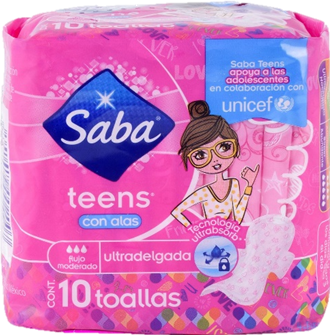 Saba Teens
apoya a las
adolescentes
en colaboración con
unicef
Saba
teens
con alas
flujo
moderado
ultradelgada
Tecnología
ultrabsorb
CONT.
10 toallas
LOVE